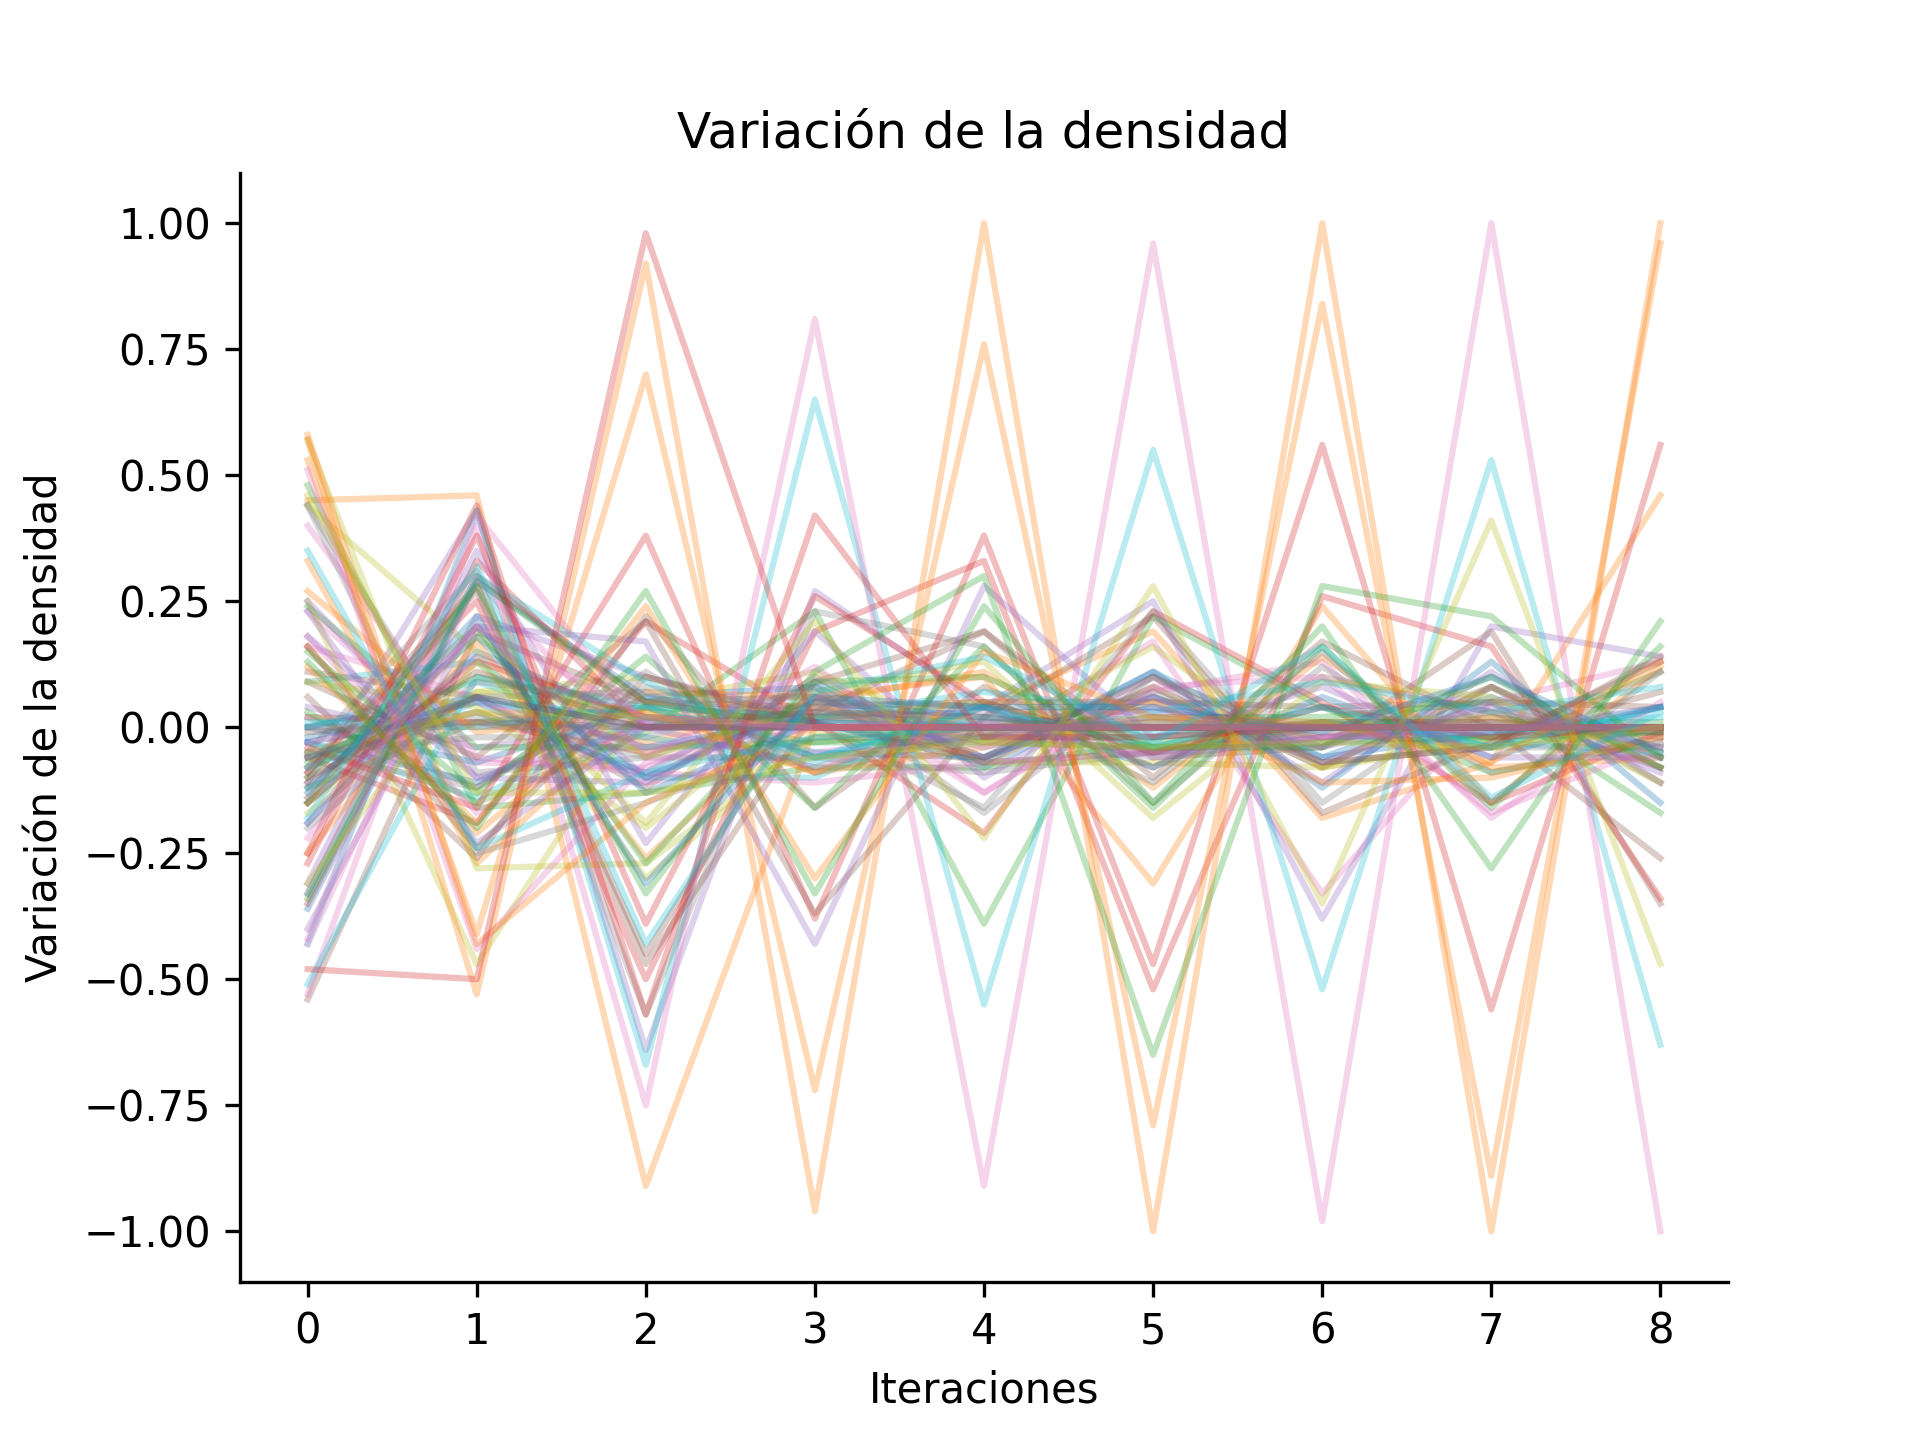 Variación de la densidad
Variación de la densidad
1.00
0.75
0.50
0.25
0.00
−0.25
−0.50
−0.75
−1.00
0 1 2 3 4 5 6 7 8
Iteraciones